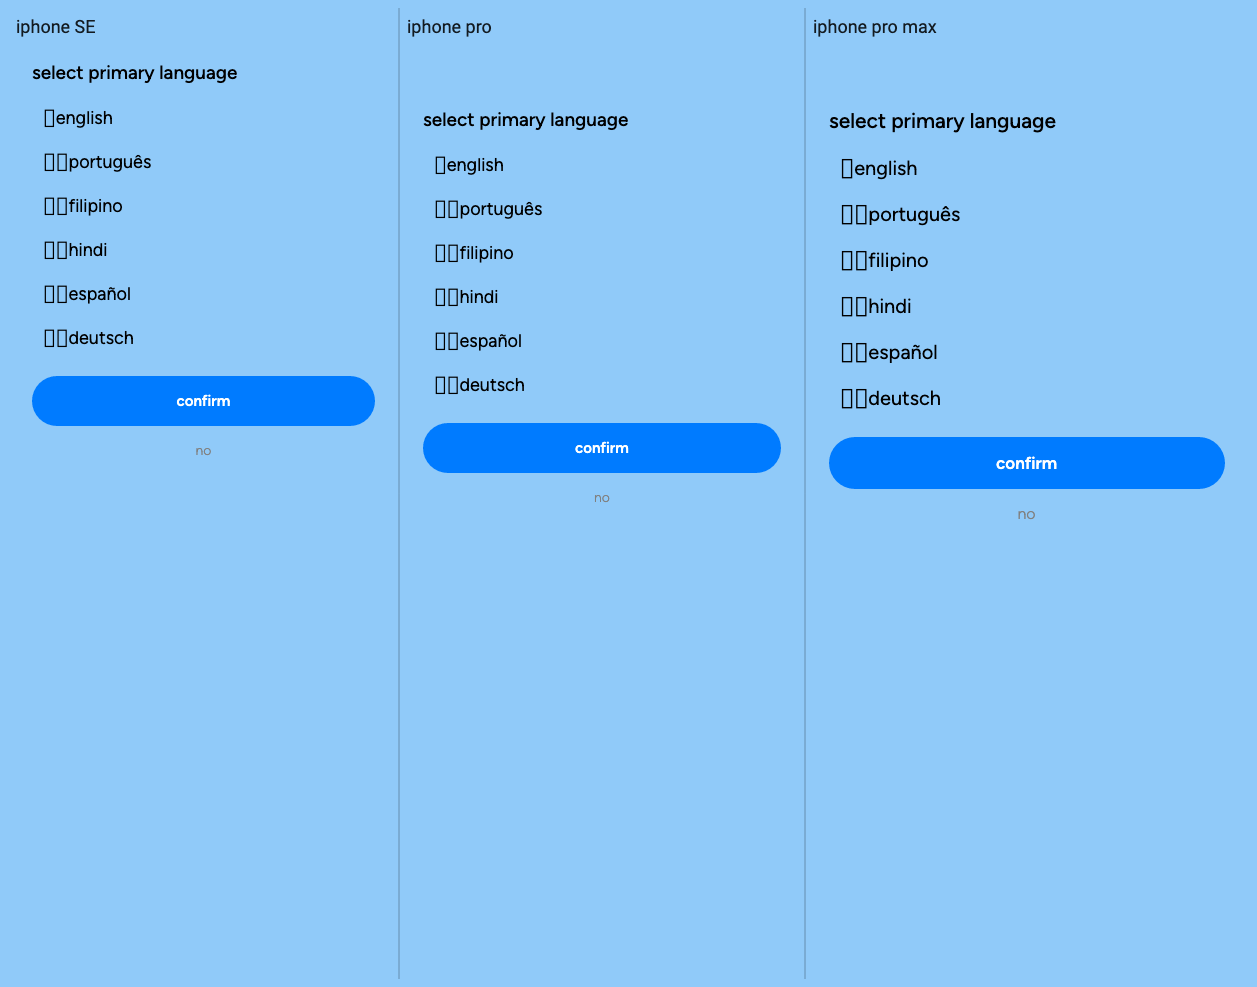 iphone SE
select primary language
english
português
filipino
hindi
español
deutsch
confirm
no
iphone pro
select primary language
english
português
filipino
hindi
español
deutsch
confirm
no
iphone pro max
select primary language
english
português
filipino
hindi
español
deutsch
confirm
no